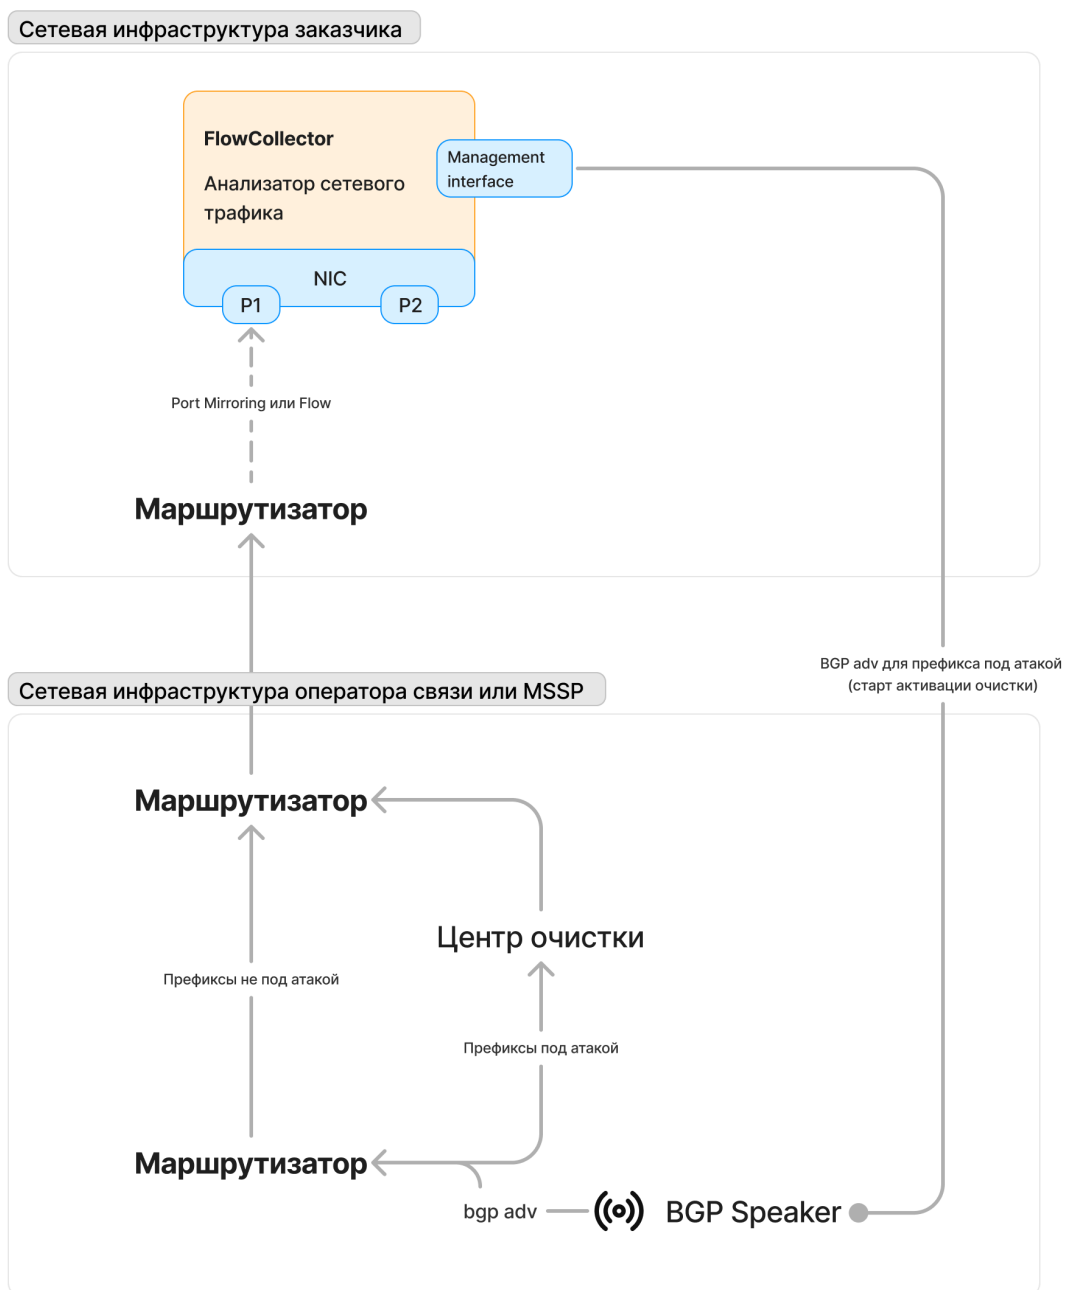 Сетевая инфраструктура заказчика
FlowCollector
Анализатор сетевого
трафика
Management
interface
NIC
P1
P2
Port Mirroring или Flow
Маршрутизатор
BGP adv для префикса под атакой
(старт активации очистки)
Сетевая инфраструктура оператора связи или MSSP
Маршрутизатор
Центр очистки
Префиксы не под атакой
Префиксы под атакой
Маршрутизатор
bgp adv
BGP Speaker